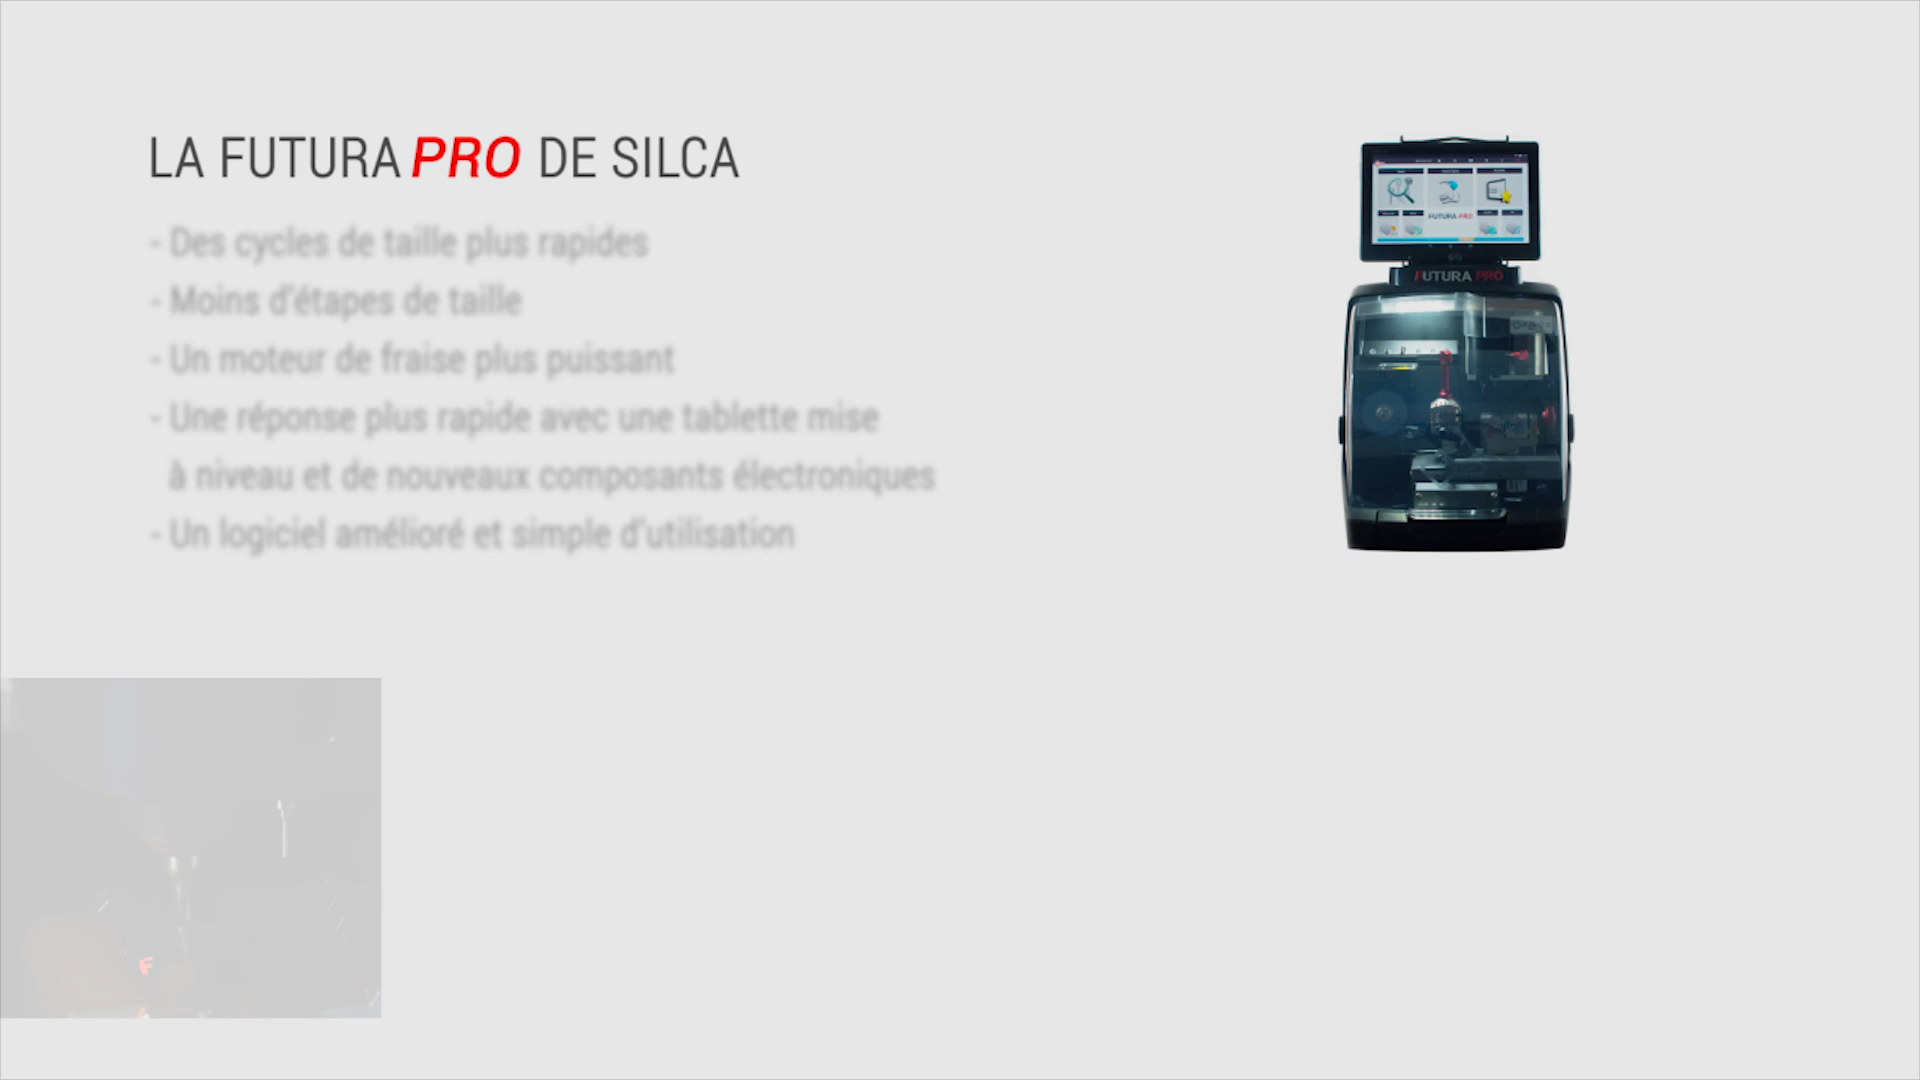 LA FUTURA PRO DE SILCA
- Des cycles de taille plus rapides
- Moins d'étapes de taille
- Un moteur de fraise plus puissant
- Une réponse plus rapide avec une tablette mise
à niveau et de nouveaux composants électroniques
- Un logiciel amélioré et simple d'utilisation
FUTURA PRO
FUTURA PRO
F